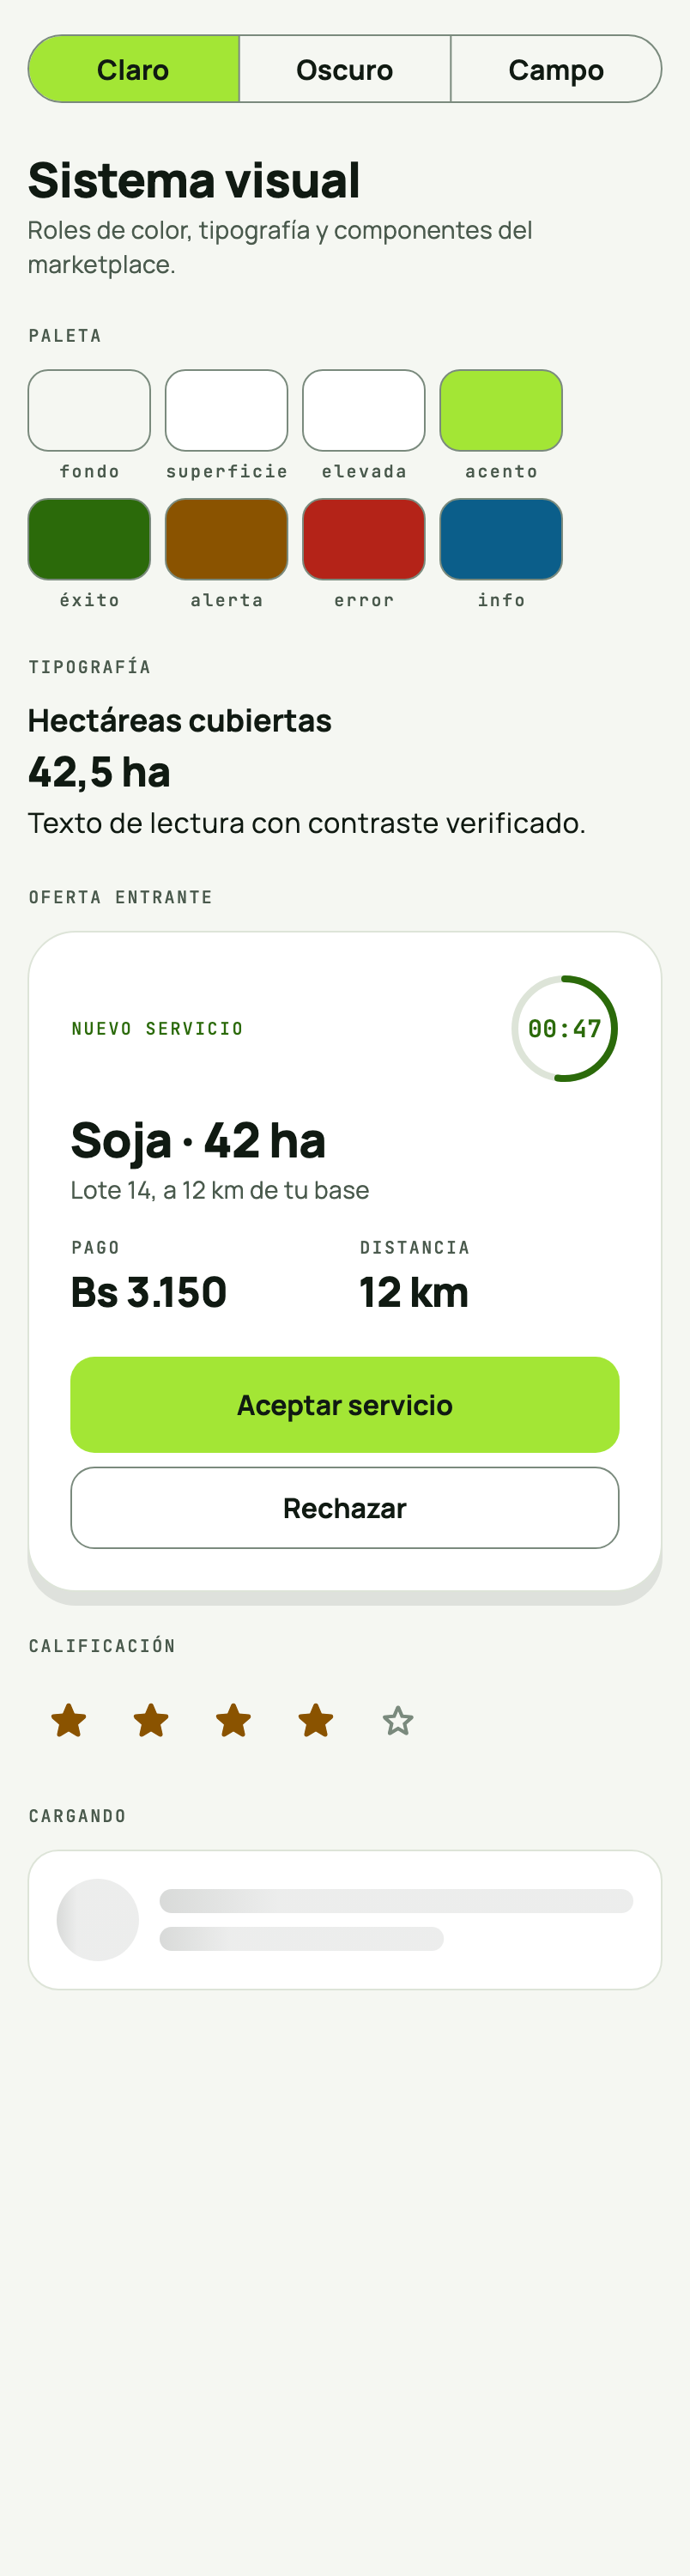 Claro Oscuro Campo
Sistema visual
Roles de color, tipografía y componentes del
marketplace.
PALETA
fondo superficie elevada acento
éxito alerta error info
TIPOGRAFÍA
Hectáreas cubiertas
42,5 ha
Texto de lectura con contraste verificado.
OFERTA ENTRANTE
NUEVO SERVICIO 00:47
Soja · 42 ha
Lote 14, a 12 km de tu base
PAGO DISTANCIA
Bs 3.150 12 km
Aceptar servicio
Rechazar
CALIFICACIÓN
CARGANDO